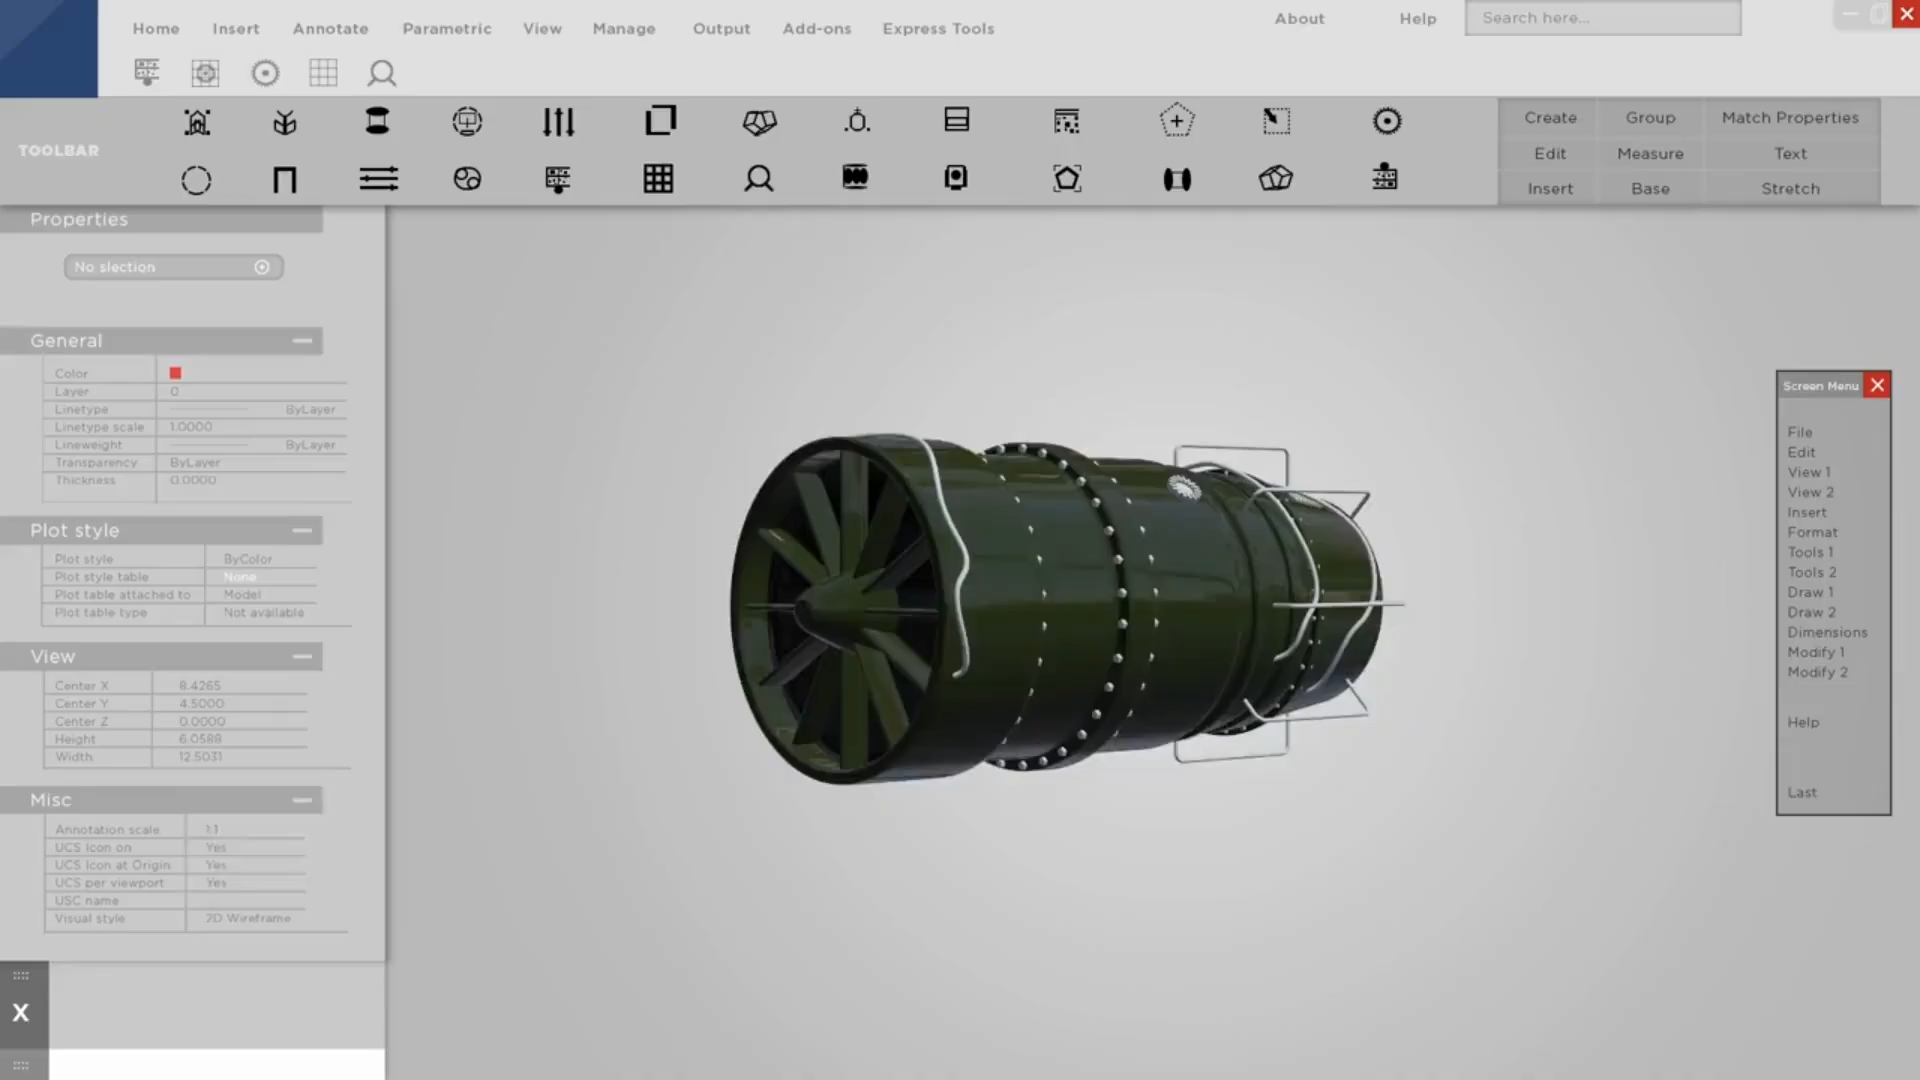 Home Insert Annotate Parametric View Manage Output Add-ons Express Tools About Help Search here...
TOOLBAR
Create Group Match Properties
Edit Measure Text
Insert Base Stretch
Properties
No slection
General
Color
Layer 0
Linetype ByLayer
Linetype scale 1.0000
Lineweight ByLayer
Transparency ByLayer
Thickness 0.0000
Plot style
Plot style ByColor
Plot style table None
Plot table attached to Model
Plot table type Not available
View
Center X 8.4265
Center Y 4.5000
Center Z 0.0000
Height 6.0588
Width 12.5031
Misc
Annotation scale 1:1
UCS Icon on Yes
UCS Icon at Origin Yes
UCS per viewport Yes
USC name
Visual style 2D Wireframe
X
Screen Menu
File
Edit
View 1
View 2
Insert
Format
Tools 1
Tools 2
Draw 1
Draw 2
Dimensions
Modify 1
Modify 2
Help
Last